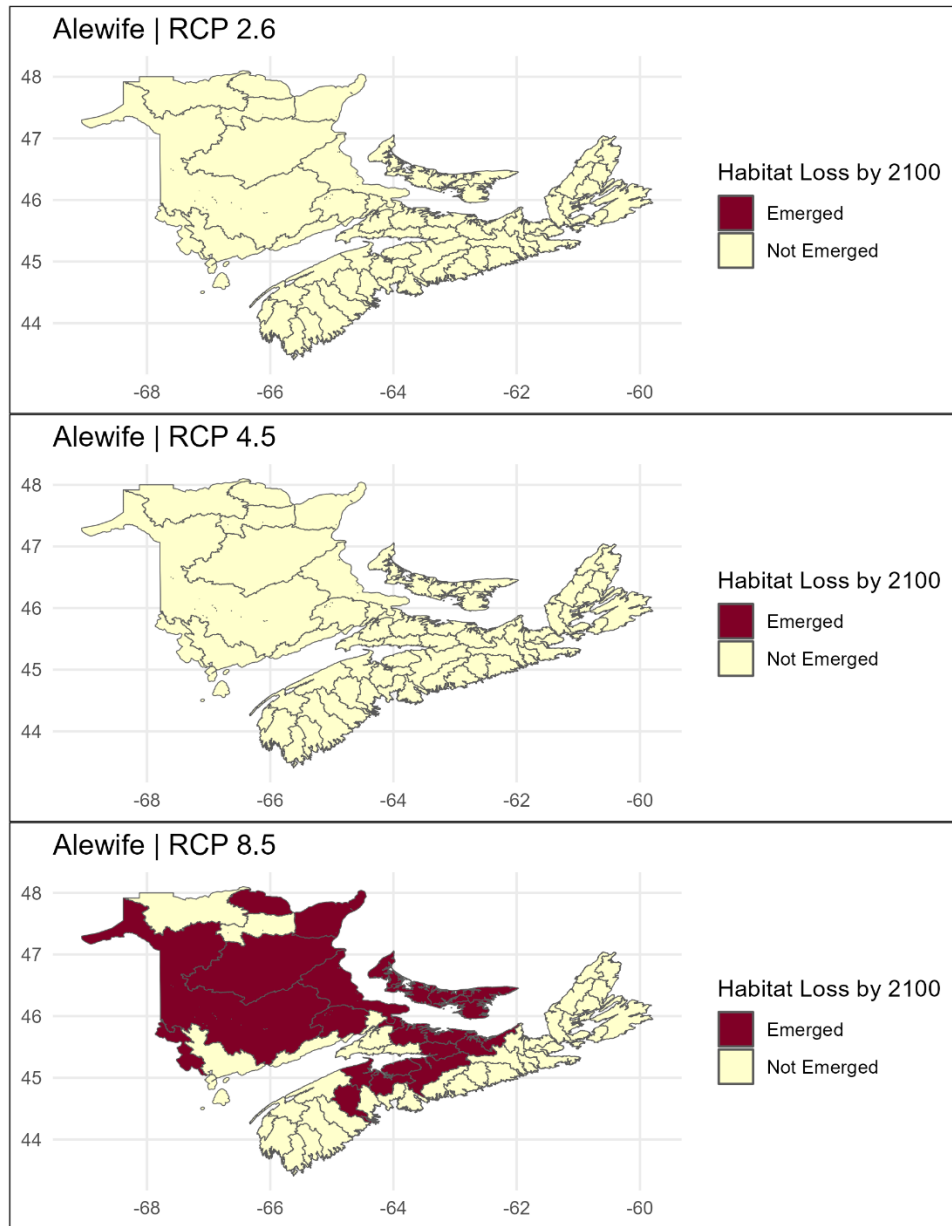 Alewife | RCP 2.6
48
47
46
45
44
-68
-66
-64
-62
-60
Habitat Loss by 2100
Emerged
Not Emerged
Alewife | RCP 4.5
48
47
46
45
44
-68
-66
-64
-62
-60
Habitat Loss by 2100
Emerged
Not Emerged
Alewife | RCP 8.5
48
47
46
45
44
-68
-66
-64
-62
-60
Habitat Loss by 2100
Emerged
Not Emerged